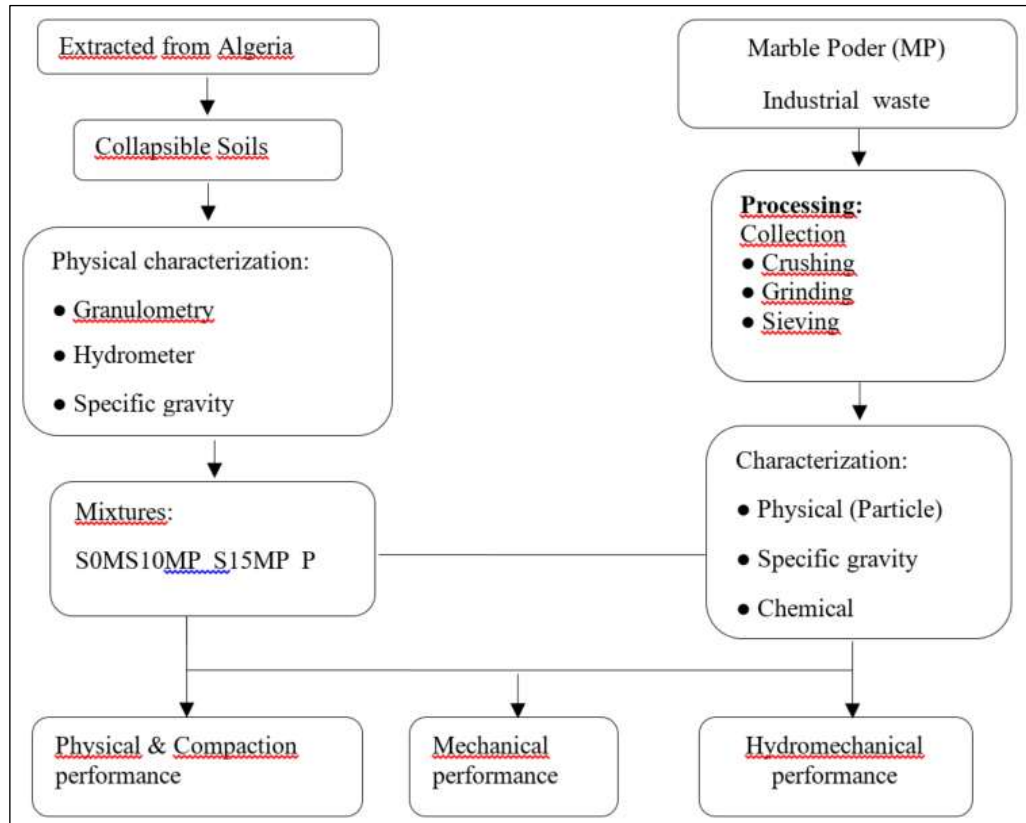 Extracted from Algeria
Collapsible Soils
Physical characterization:
● Granulometry
● Hydrometer
● Specific gravity
Mixtures:
S0MS10MP S15MP P
Marble Poder (MP)
Industrial waste
Processing:
Collection
● Crushing
● Grinding
● Sieving
Characterization:
● Physical (Particle)
● Specific gravity
● Chemical
Physical & Compaction
performance
Mechanical
performance
Hydromechanical
performance